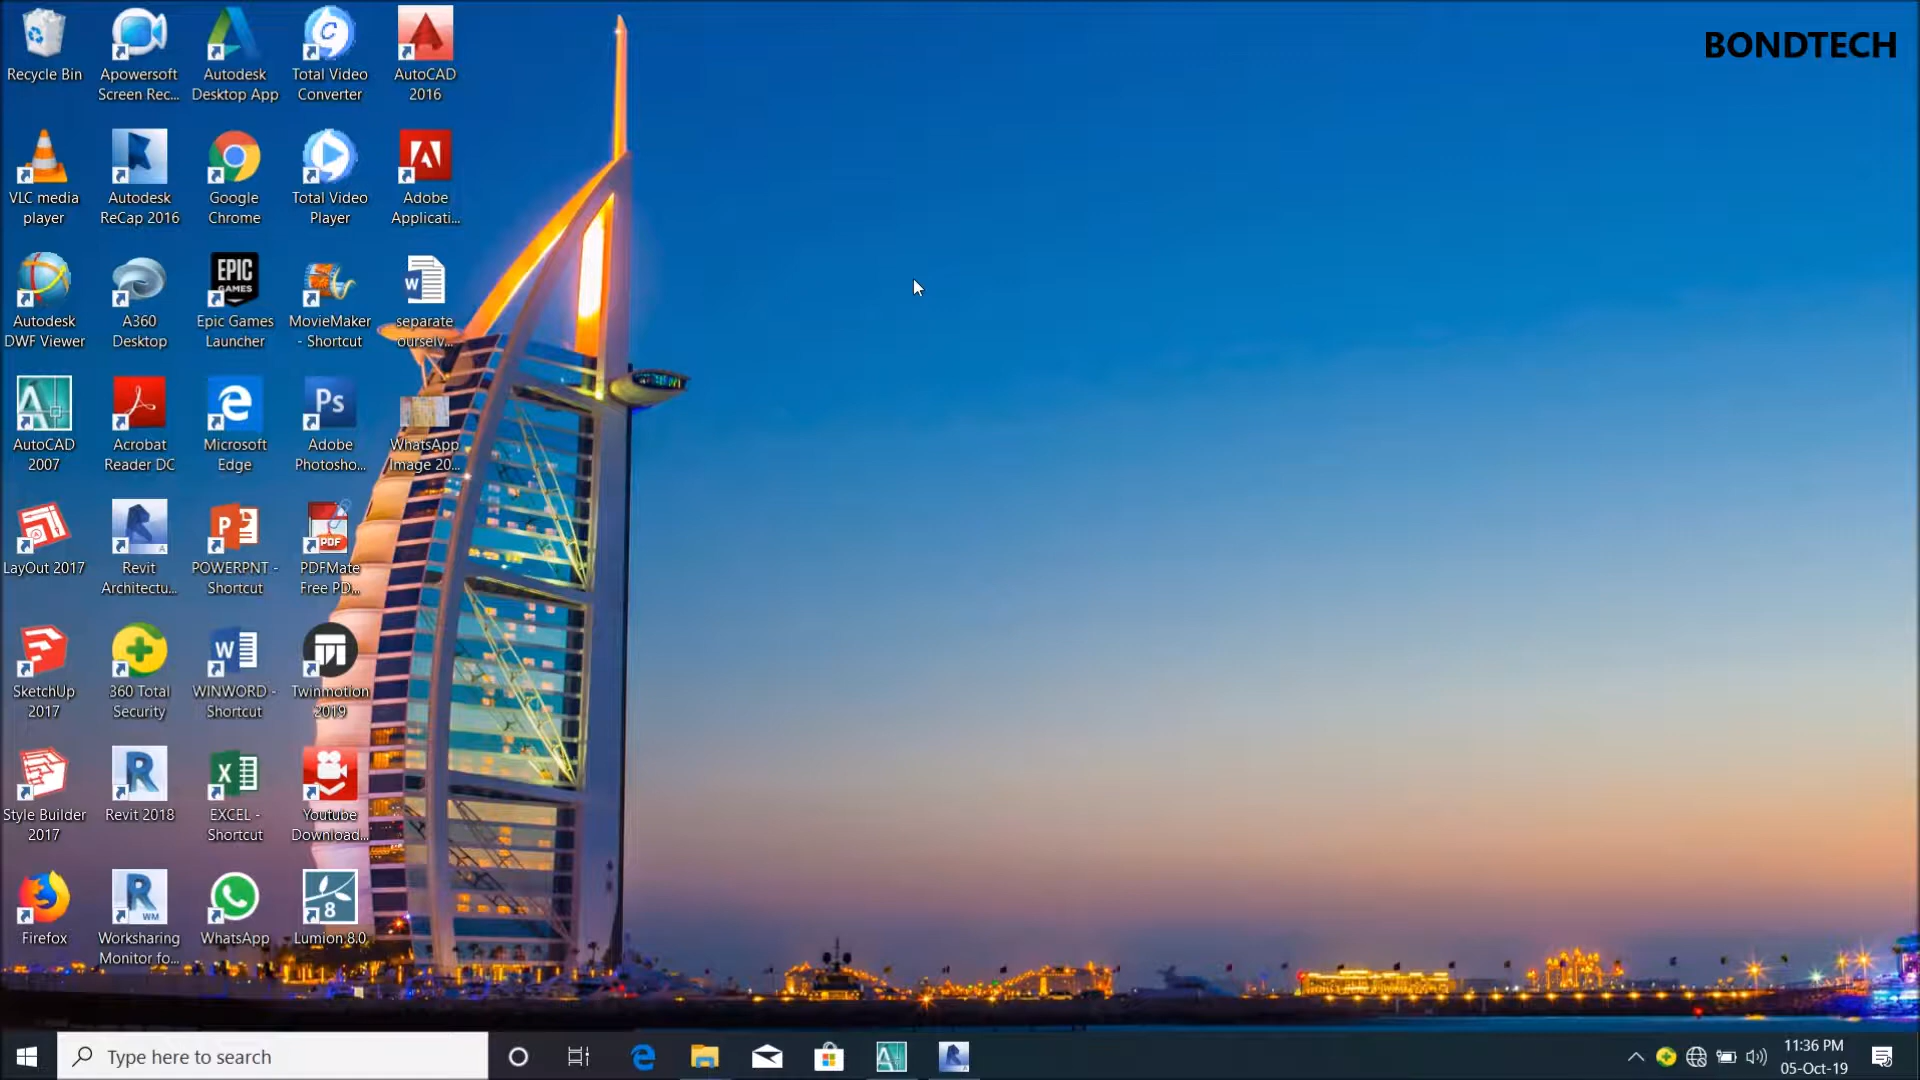 BONDTECH
Recycle Bin
Apowersoft
Screen Rec...
Autodesk
Desktop App
Total Video
Converter
AutoCAD
2016
VLC media
player
Autodesk
ReCap 2016
Google
Chrome
Total Video
Player
Adobe
Applicati...
Autodesk
DWF Viewer
A360
Desktop
EPIC
GAMES
Epic Games
Launcher
MovieMaker
- Shortcut
separate
ourselv...
AutoCAD
2007
Acrobat
Reader DC
Microsoft
Edge
Ps
Adobe
Photosho...
WhatsApp
Image 20...
LayOut 2017
Revit
Architectu...
POWERPNT -
Shortcut
PDF
PDFMate
Free PD...
SketchUp
2017
360 Total
Security
WINWORD -
Shortcut
Twinmotion
2019
Style Builder
2017
Revit 2018
EXCEL -
Shortcut
Youtube
Download...
Firefox
WM
Worksharing
Monitor fo...
WhatsApp
8
Lumion 8.0
Type here to search
11:36 PM
05-Oct-19